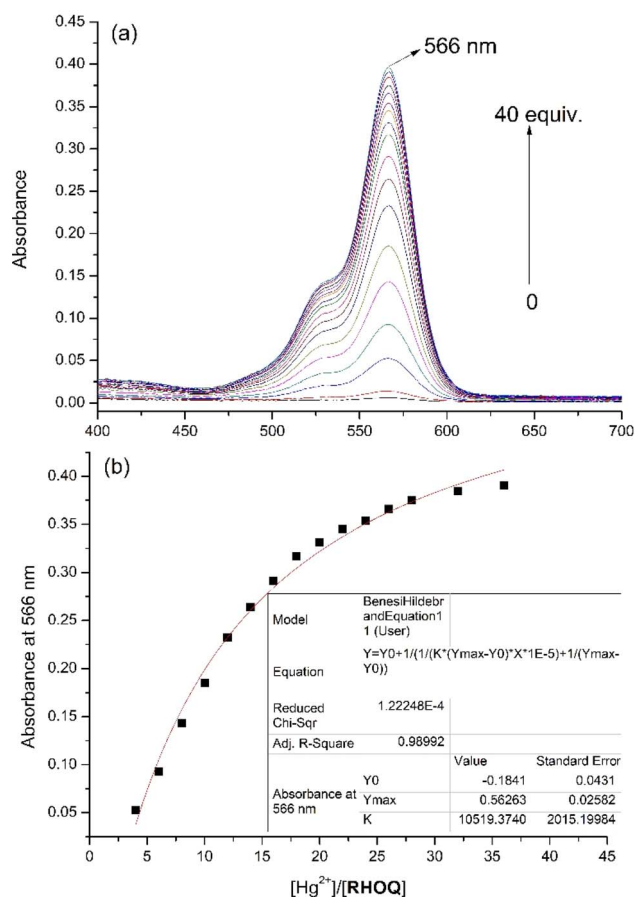 (a)
566 nm
40 equiv.
0
Absorbance
0.45
0.40
0.35
0.30
0.25
0.20
0.15
0.10
0.05
0.00
400 450 500 550 600 650 700
(b)
Absorbance at 566 nm
0.40
0.35
0.30
0.25
0.20
0.15
0.10
0.05
Model BenesiHildebr
andEquation1
1 (User)
Equation Y=Y0+1/(1/(K*(Ymax-Y0)*X*1E-5)+1/(Ymax-
Y0))
Reduced 1.22248E-4
Chi-Sqr
Adj. R-Square 0.98992
Value Standard Error
Absorbance at
566 nm
Y0 -0.1841 0.0431
Ymax 0.56263 0.02582
K 10519.3740 2015.19984
0 5 10 15 20 25 30 35 40 45
[Hg²⁺]/[RHOQ]